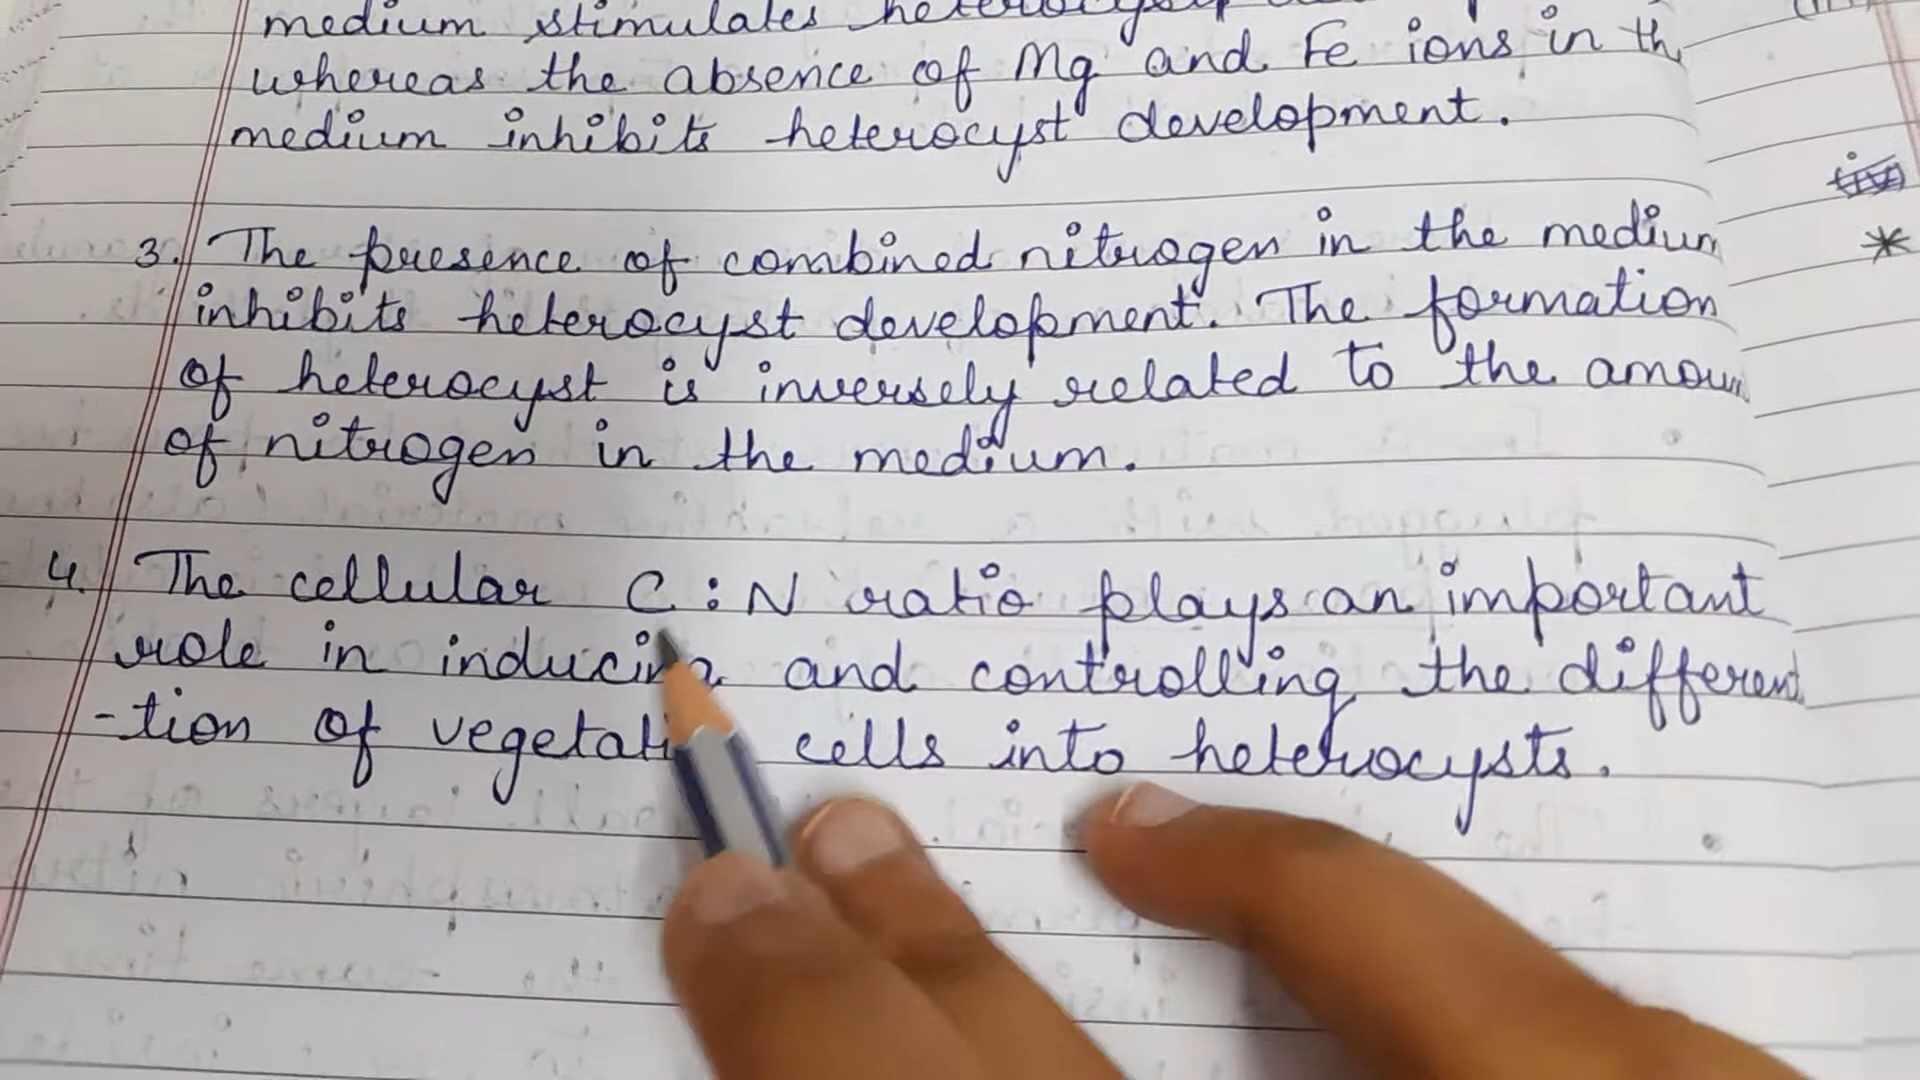 medium stimulates
whereas the absence of Mg and Fe ions in th
medium inhibits heterocyst development.
3. The presence of combined nitrogen in the medium
inhibits heterocyst development. The formation
of heterocyst is inversely related to the amoun
of nitrogen in the medium.
4. The cellular C : N ratio plays an important
role in inducing and controlling the different
-tion of vegetati cells into heterocysts.